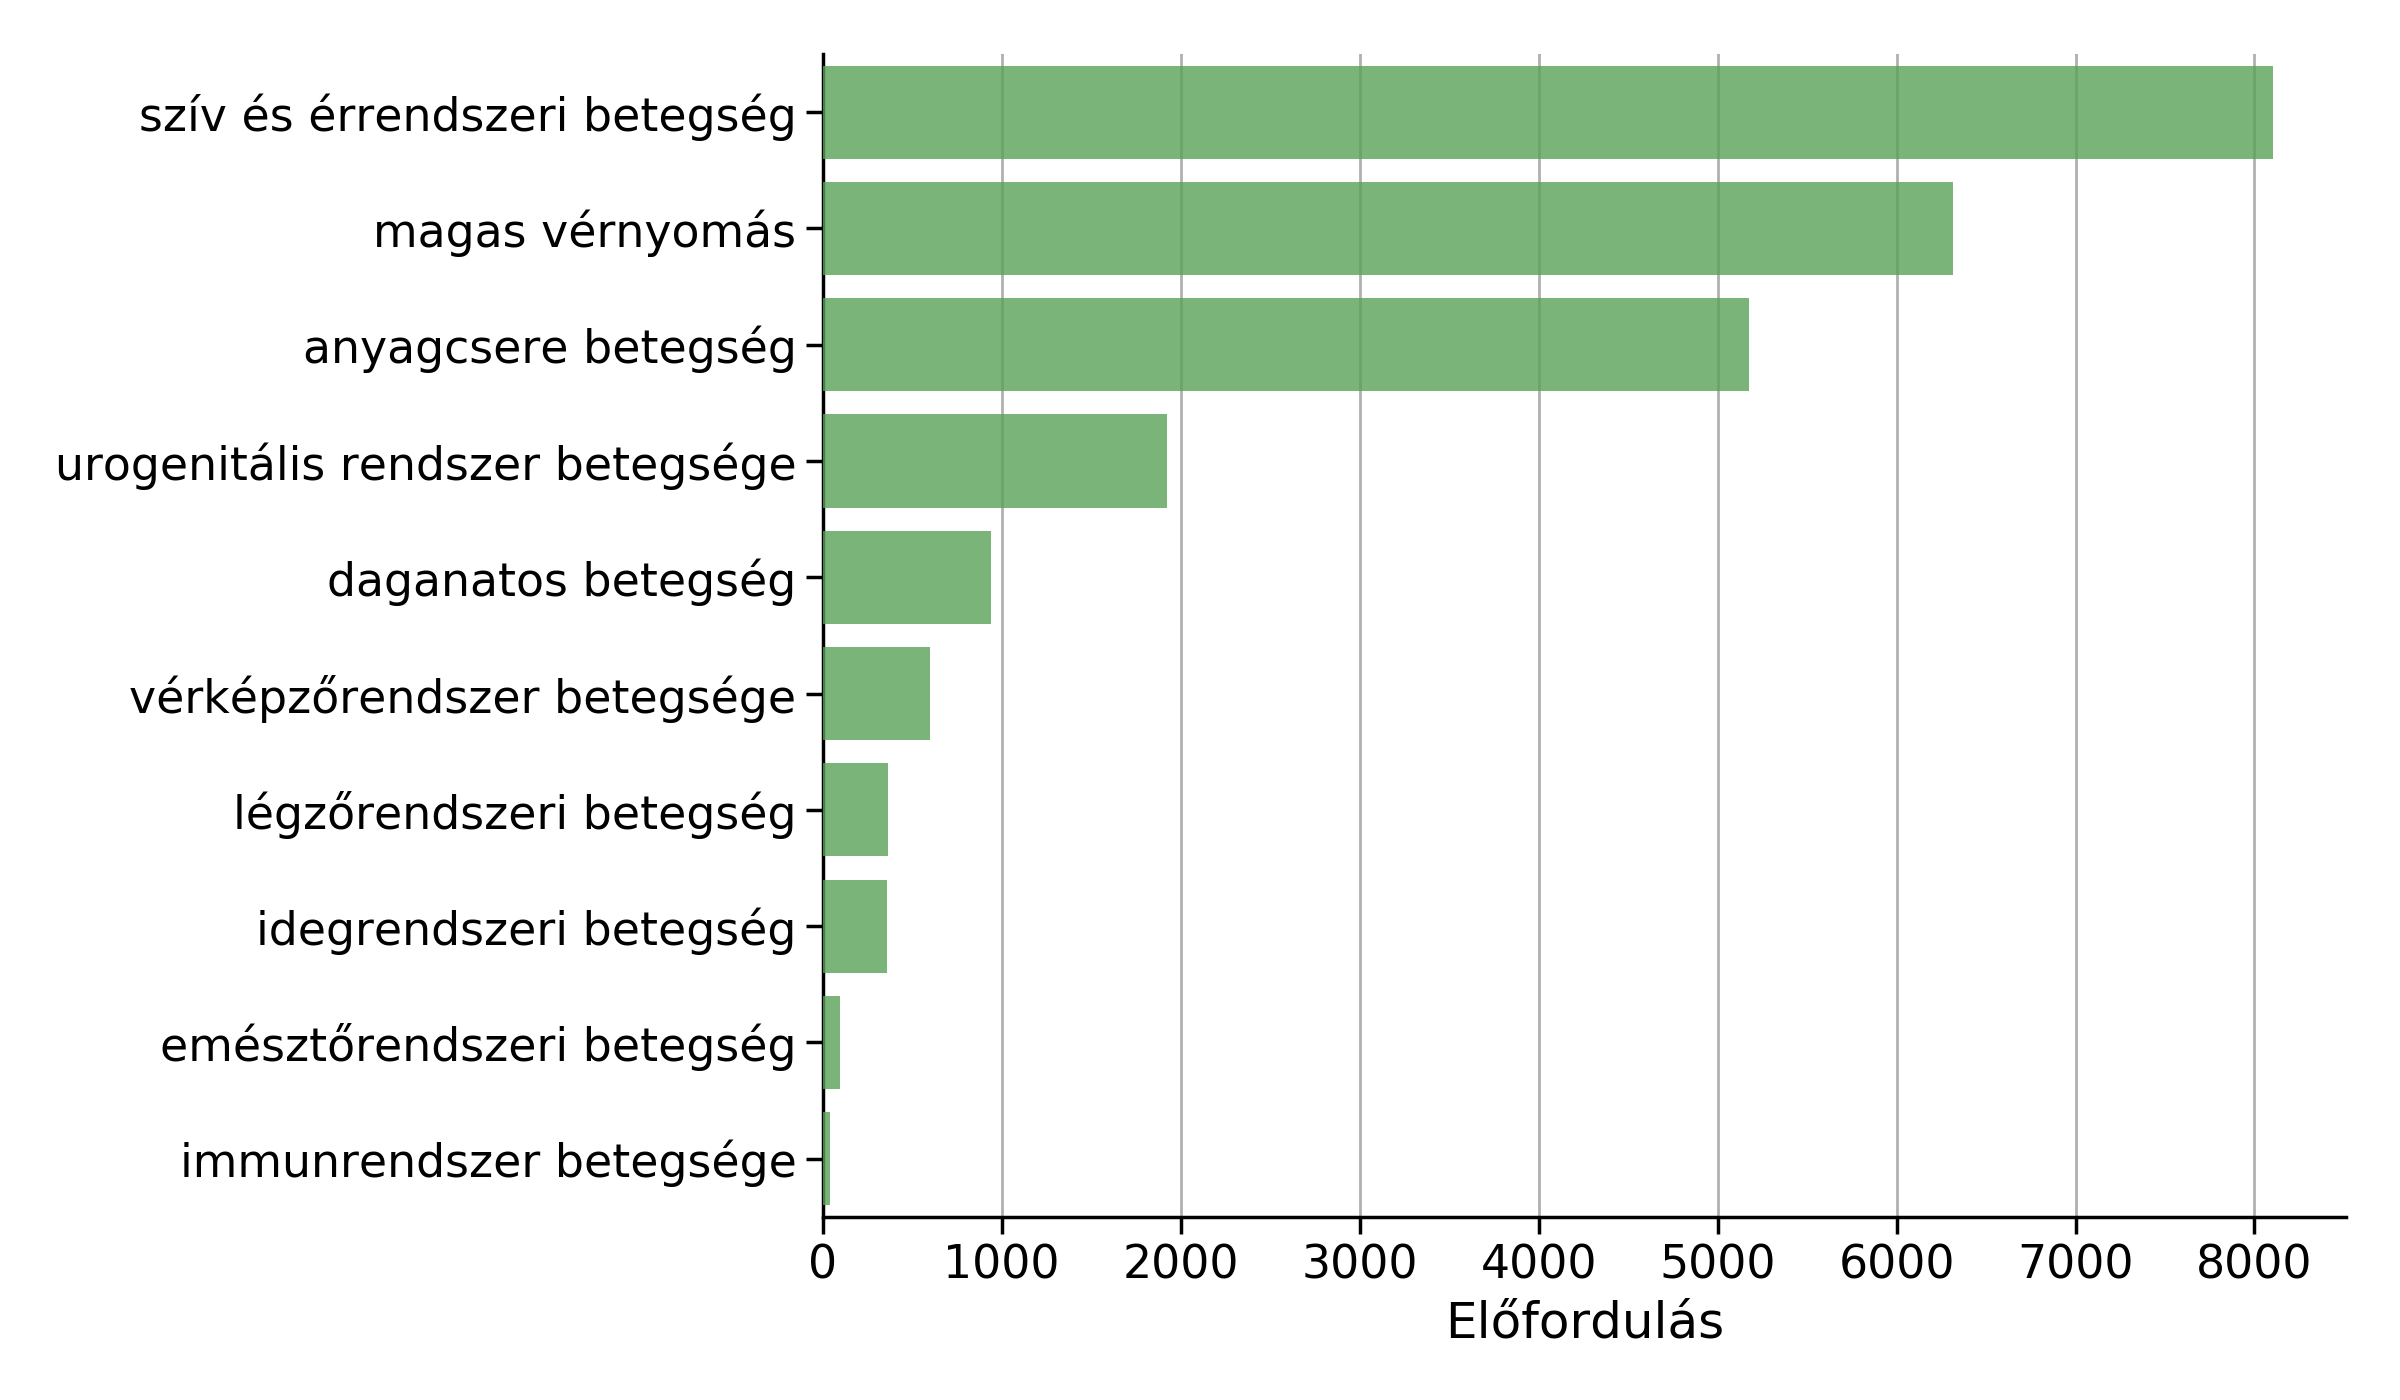 szív és érrendszeri betegség
magas vérnyomás
anyagcsere betegség
urogenitális rendszer betegsége
daganatos betegség
vérképzőrendszer betegsége
légzőrendszeri betegség
idegrendszeri betegség
emésztőrendszeri betegség
immunrendszer betegsége
0 1000 2000 3000 4000 5000 6000 7000 8000
Előfordulás